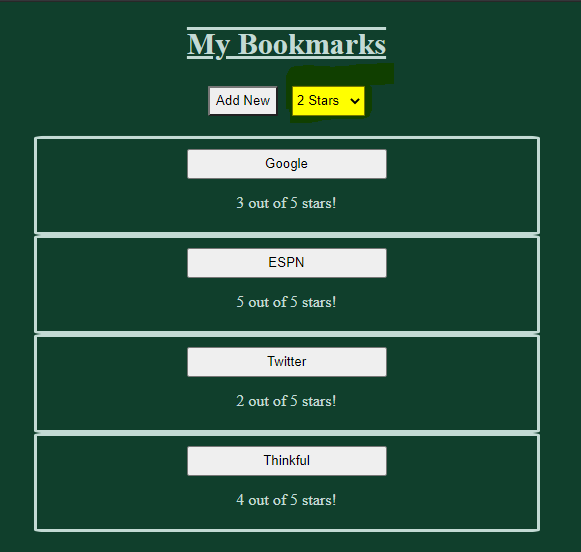 My Bookmarks
Add New 2 Stars
Google
3 out of 5 stars!
ESPN
5 out of 5 stars!
Twitter
2 out of 5 stars!
Thinkful
4 out of 5 stars!